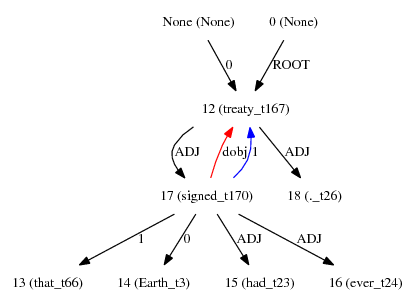 None (None) 0 (None)
0 ROOT
12 (treaty_t167)
ADJ dobj 1 ADJ
17 (signed_t170) 18 (._t26)
1 0 ADJ ADJ
13 (that_t66) 14 (Earth_t3) 15 (had_t23) 16 (ever_t24)